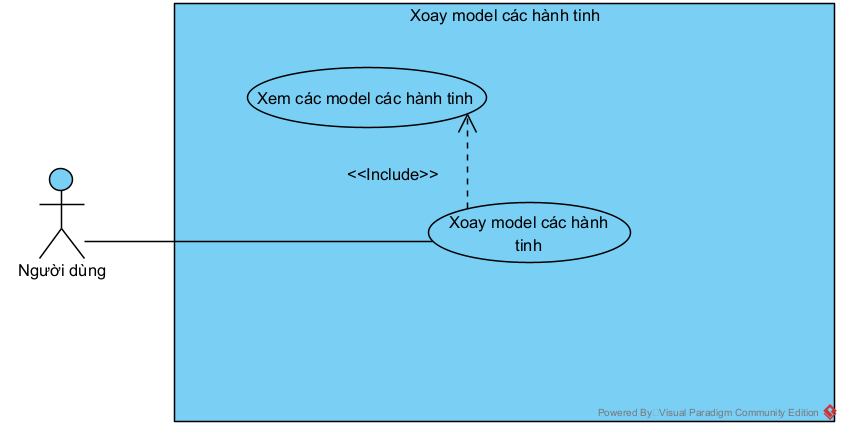 Xoay model các hành tinh
Xem các model các hành tinh
<<Include>>
Xoay model các hành
tinh
Người dùng
Powered By Visual Paradigm Community Edition